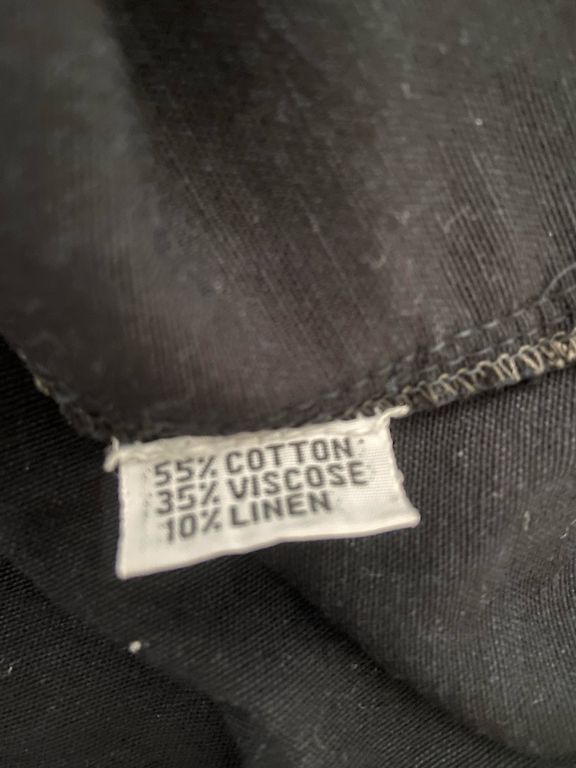 55% COTTON
35% VISCOSE
10% LINEN